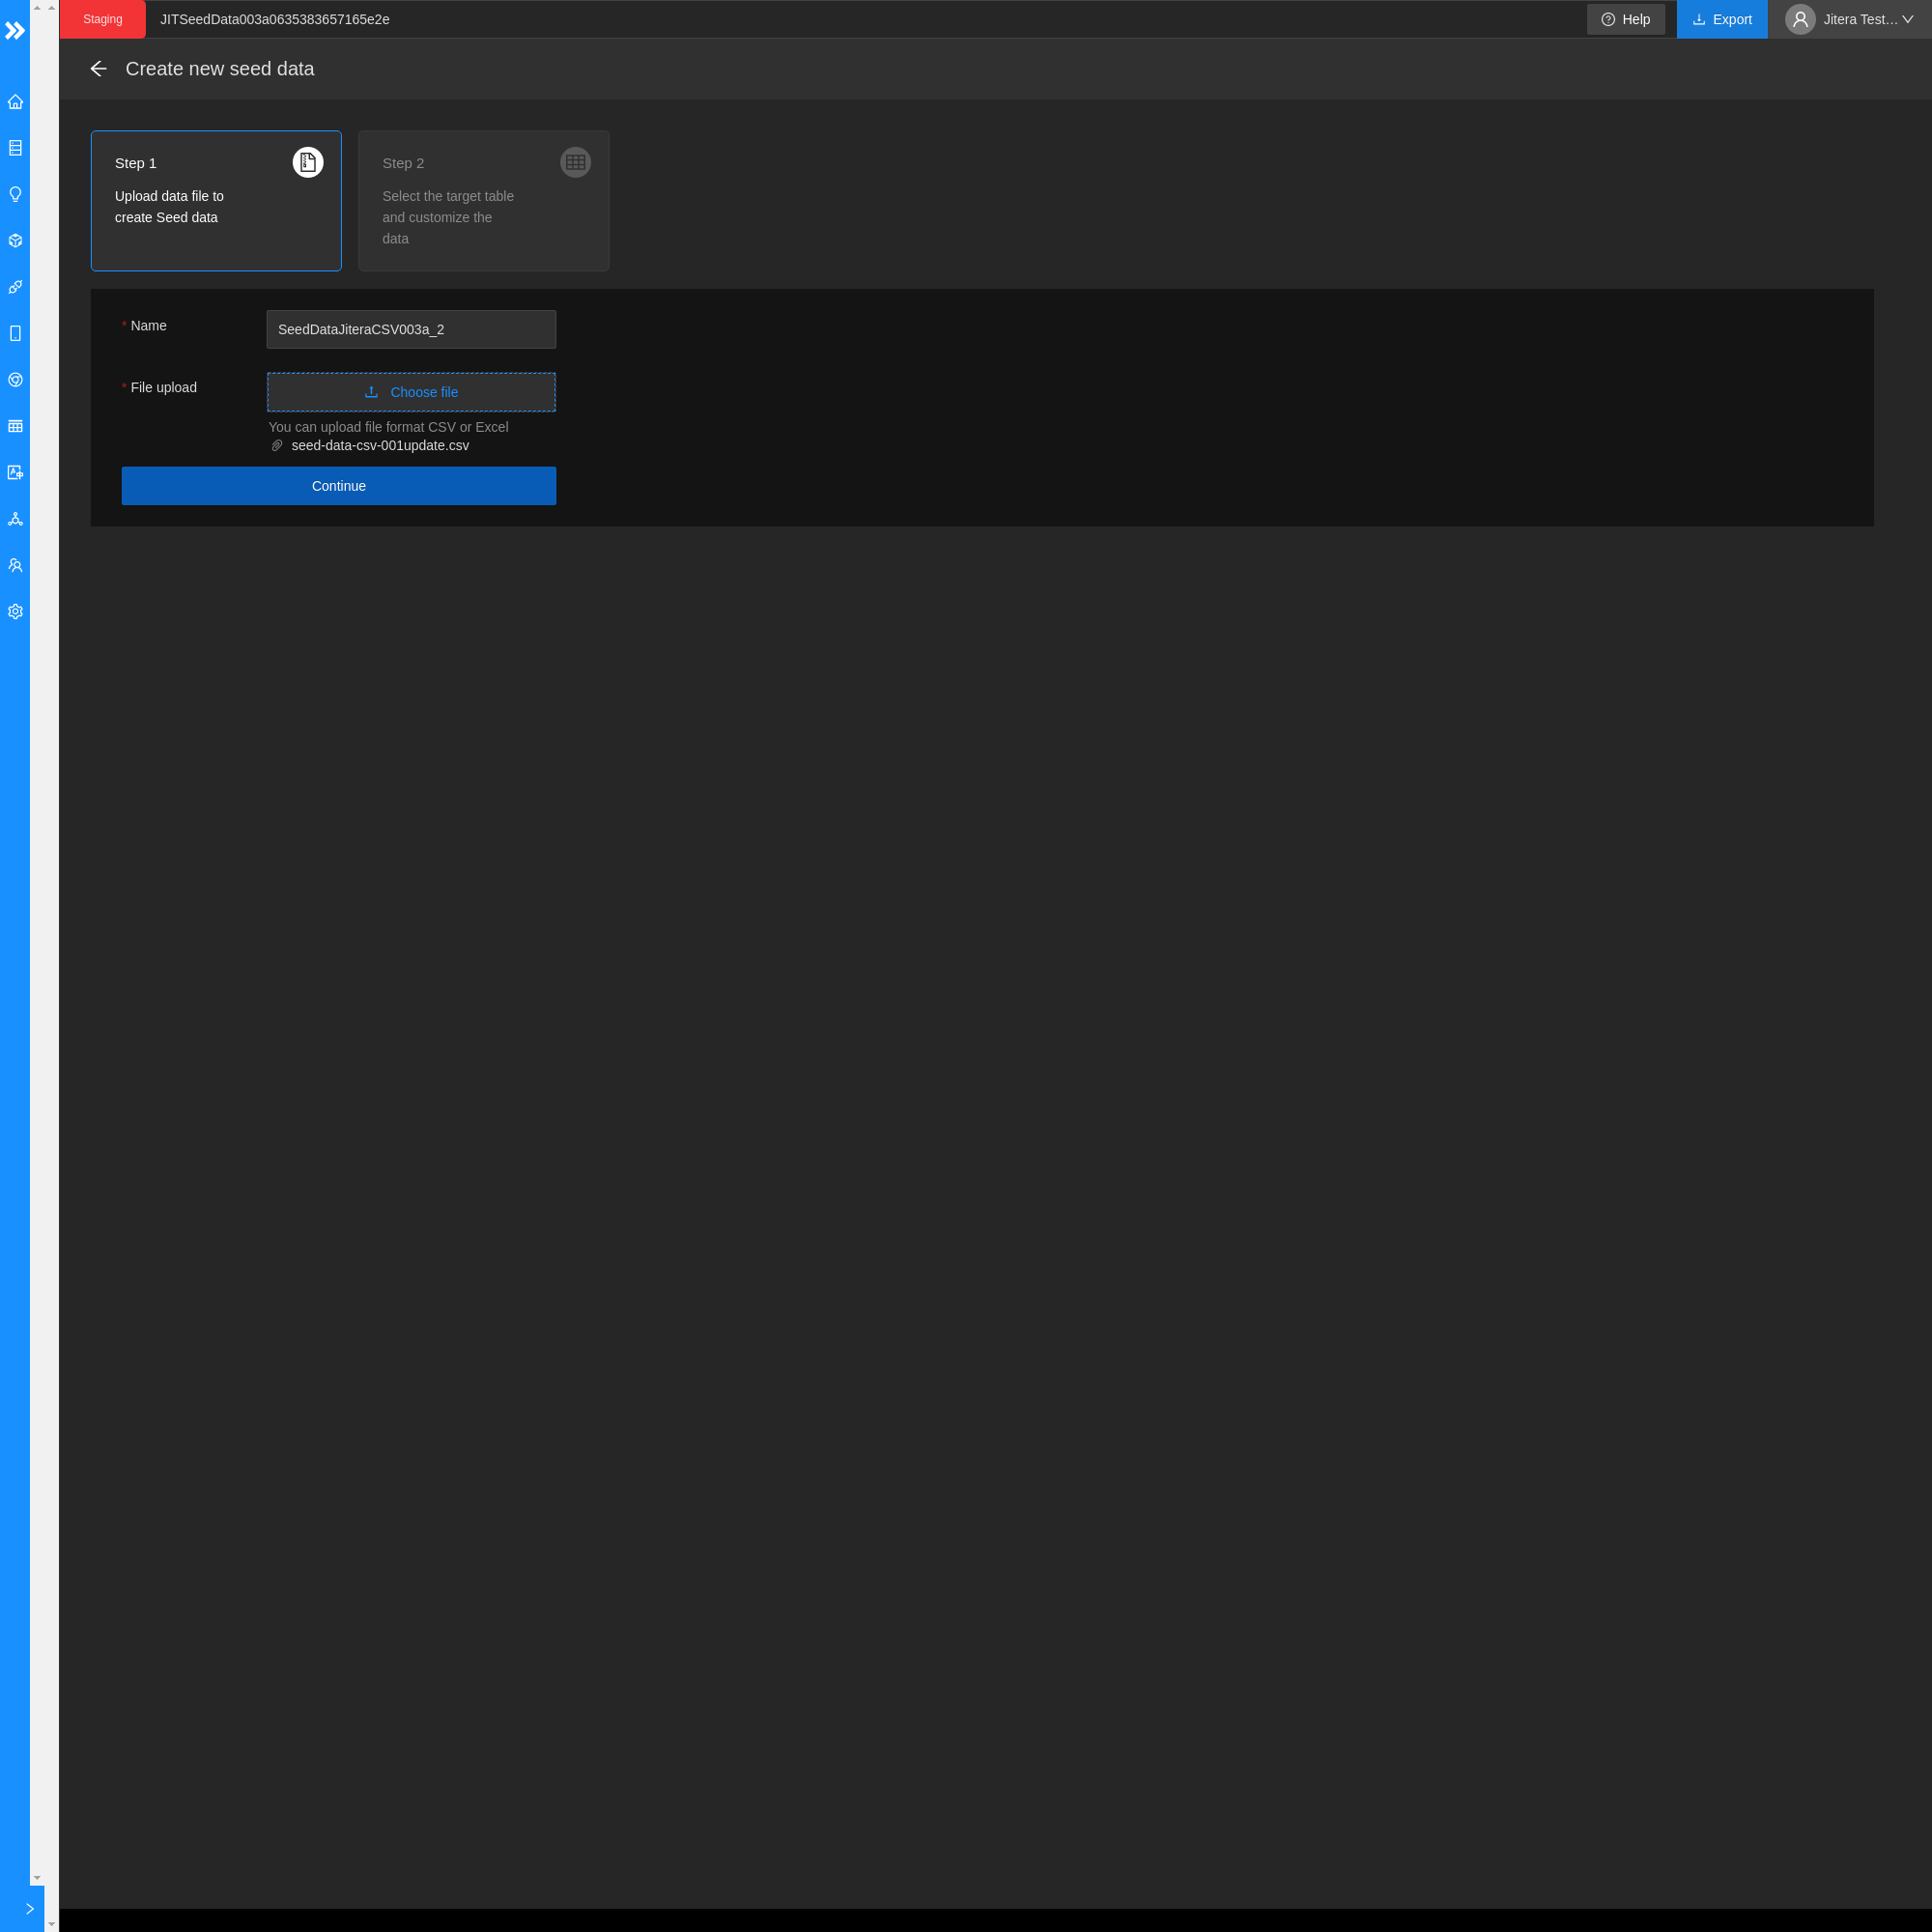 Staging
JITSeedData003a0635383657165e2e
Help
Export
Jitera Test…
Create new seed data
Step 1
Upload data file to
create Seed data
Step 2
Select the target table
and customize the
data
* Name
SeedDataJiteraCSV003a_2
* File upload
Choose file
You can upload file format CSV or Excel
seed-data-csv-001update.csv
Continue